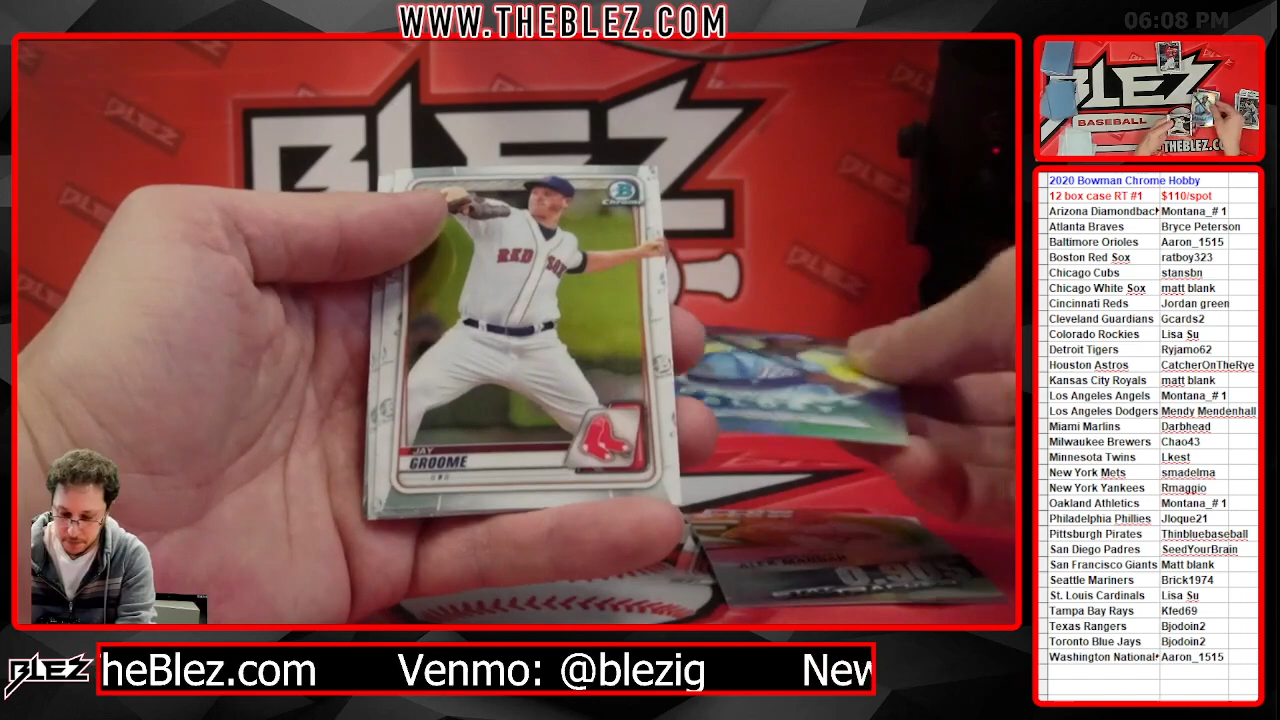 WWW.THEBLEZ.COM
06:08 PM
BLEZ
BLEZ
BASEBALL
THEBLEZ.CO
CHROME
RED SOX
JAY
GROOME
2020 Bowman Chrome Hobby
12 box case RT #1 $110/spot
Arizona Diamondbac Montana_# 1
Atlanta Braves Bryce Peterson
Baltimore Orioles Aaron_1515
Boston Red Sox ratboy323
Chicago Cubs stansbn
Chicago White Sox matt blank
Cincinnati Reds Jordan green
Cleveland Guardians Gcards2
Colorado Rockies Lisa Su
Detroit Tigers Ryjamo62
Houston Astros CatcherOnTheRye
Kansas City Royals matt blank
Los Angeles Angels Montana_# 1
Los Angeles Dodgers Mendy Mendenhall
Miami Marlins Darbhead
Milwaukee Brewers Chao43
Minnesota Twins Lkest
New York Mets smadelma
New York Yankees Rmaggio
Oakland Athletics Montana_# 1
Philadelphia Phillies Jloque21
Pittsburgh Pirates Thinbluebaseball
San Diego Padres SeedYourBrain
San Francisco Giants Matt blank
Seattle Mariners Brick1974
St. Louis Cardinals Lisa Su
Tampa Bay Rays Kfed69
Texas Rangers Bjodoin2
Toronto Blue Jays Bjodoin2
Washington National Aaron_1515
BLEZ
heBlez.com Venmo: @blezig New